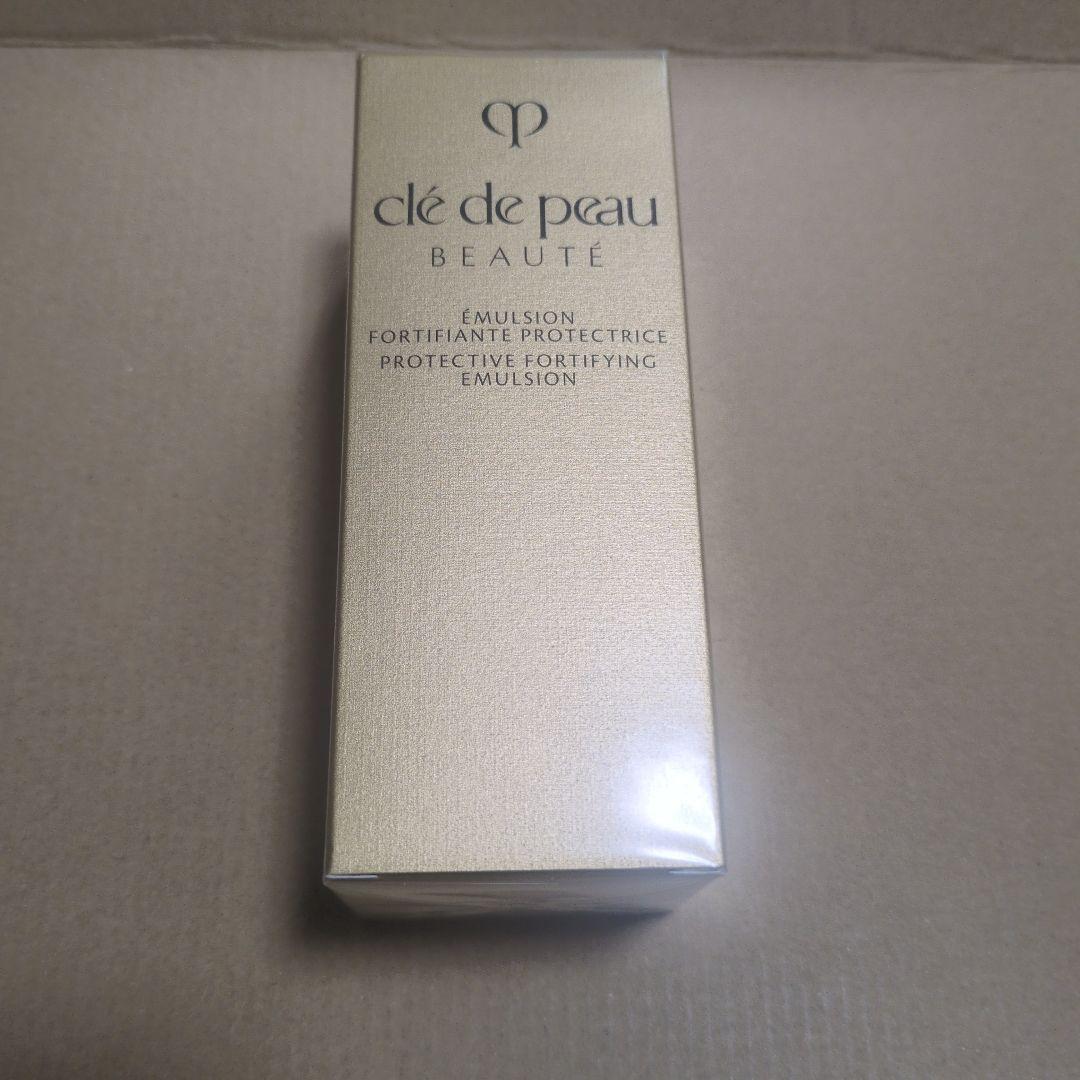 clé de peau
BEAUTÉ
ÉMULSION
FORTIFIANTE PROTECTRICE
PROTECTIVE FORTIFYING
EMULSION